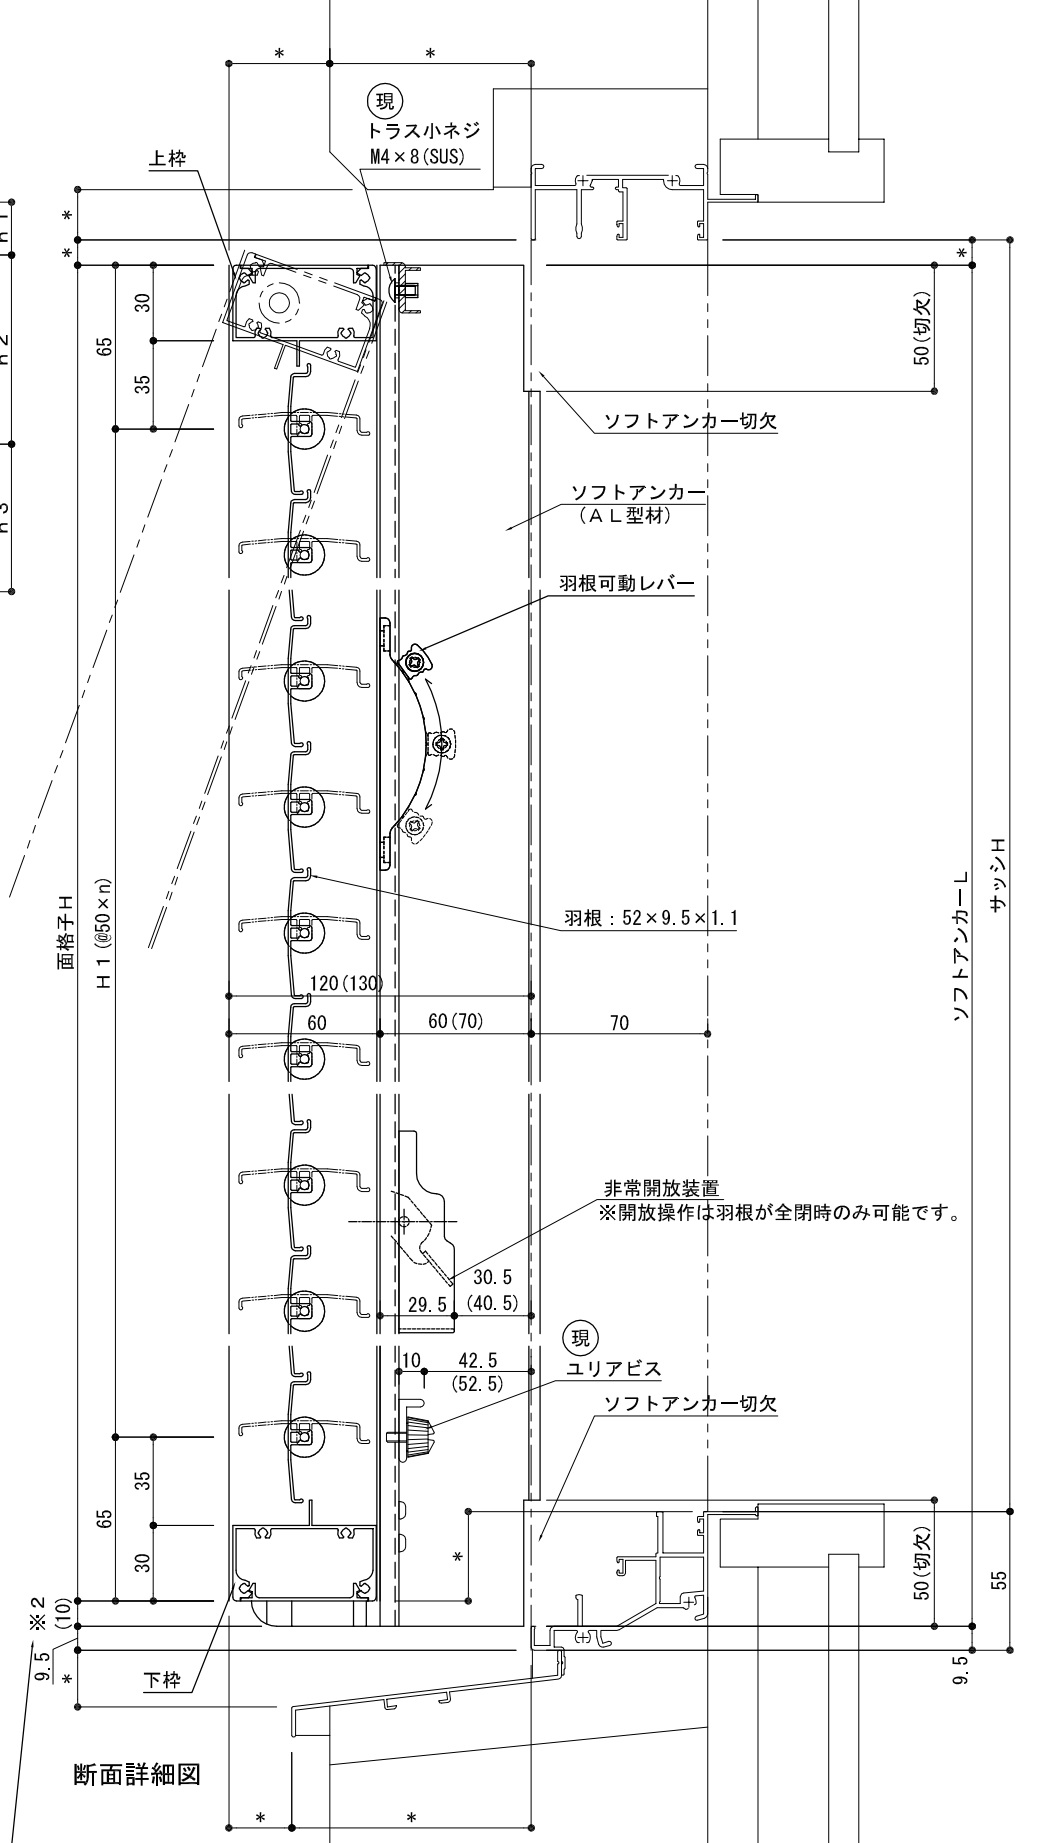 *
*
現
トラス小ネジ
M4×8(SUS)
上枠
*
*
*
h1
h2
h3
30
65
35
50(切欠)
ソフトアンカー切欠
ソフトアンカー
(AL型材)
羽根可動レバー
羽根：52×9.5×1.1
面格子H
H1(@50×n)
ソフトアンカーL
サッシH
120(130)
60
60(70)
70
非常開放装置
※開放操作は羽根が全閉時のみ可能です。
30.5
29.5
(40.5)
現
ユリアビス
10
42.5
(52.5)
ソフトアンカー切欠
35
65
30
*
50(切欠)
55
※2
(10)
9.5
*
9.5
下枠
断面詳細図
*
*